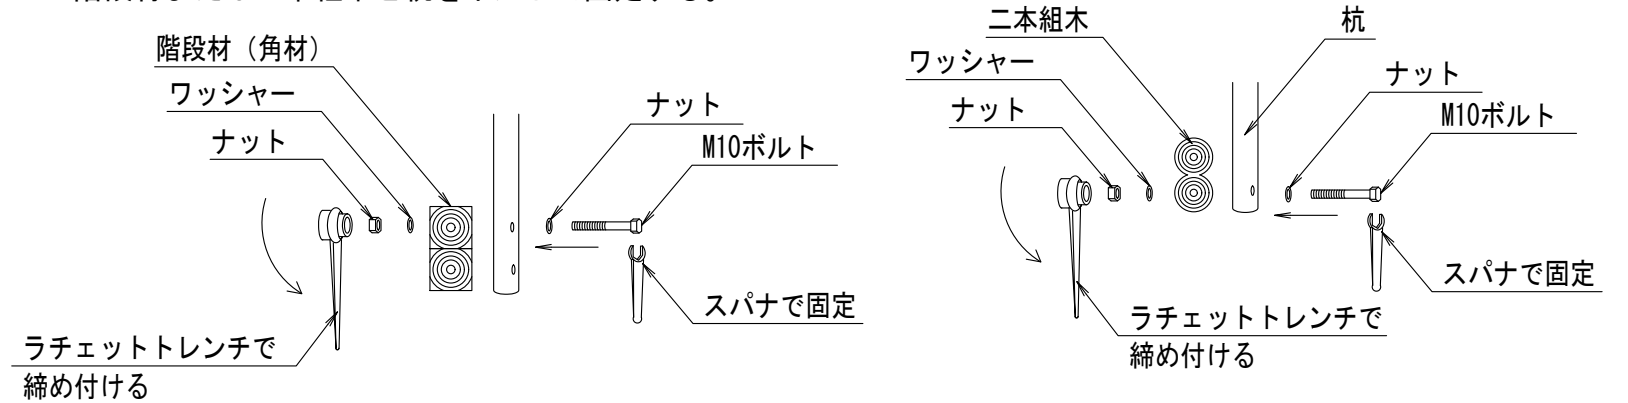 階段材（角材）
ワッシャー
ナット
ナット
M10ボルト
スパナで固定
ラチェットトレンチで
締め付ける
二本組木
杭
ワッシャー
ナット
ナット
M10ボルト
スパナで固定
ラチェットトレンチで
締め付ける